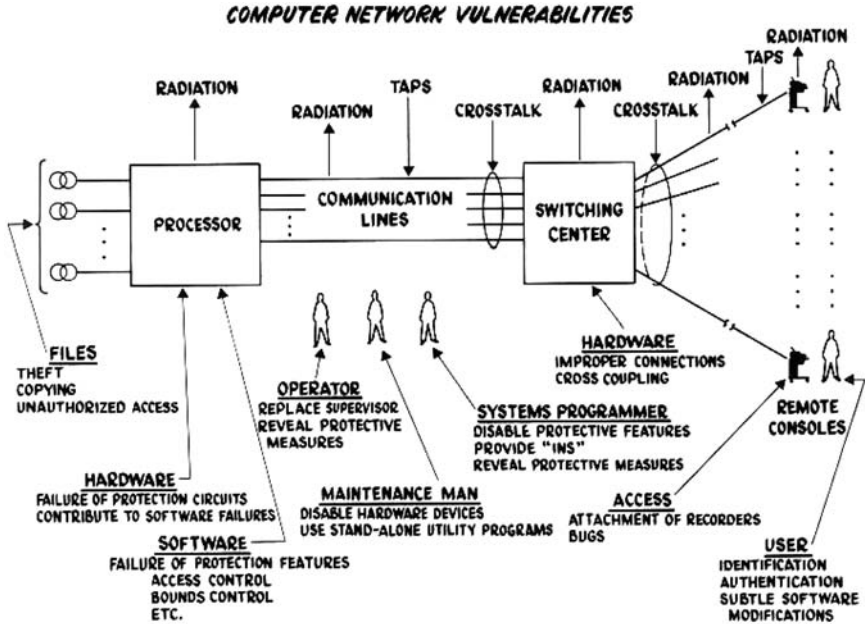 COMPUTER NETWORK VULNERABILITIES
RADIATION
TAPS
RADIATION
TAPS
RADIATION
RADIATION
CROSSTALK
RADIATION
CROSSTALK
RADIATION
PROCESSOR
COMMUNICATION
LINES
SWITCHING
CENTER
FILES
THEFT
COPYING
UNAUTHORIZED ACCESS
OPERATOR
REPLACE SUPERVISOR
REVEAL PROTECTIVE
MEASURES
HARDWARE
IMPROPER CONNECTIONS
CROSS COUPLING
SYSTEMS PROGRAMMER
DISABLE PROTECTIVE FEATURES
PROVIDE "INS"
REVEAL PROTECTIVE MEASURES
REMOTE
CONSOLES
HARDWARE
FAILURE OF PROTECTION CIRCUITS
CONTRIBUTE TO SOFTWARE FAILURES
MAINTENANCE MAN
DISABLE HARDWARE DEVICES
USE STAND-ALONE UTILITY PROGRAMS
ACCESS
ATTACHMENT OF RECORDERS
BUGS
SOFTWARE
FAILURE OF PROTECTION FEATURES
ACCESS CONTROL
BOUNDS CONTROL
ETC.
USER
IDENTIFICATION
AUTHENTICATION
SUBTLE SOFTWARE
MODIFICATIONS